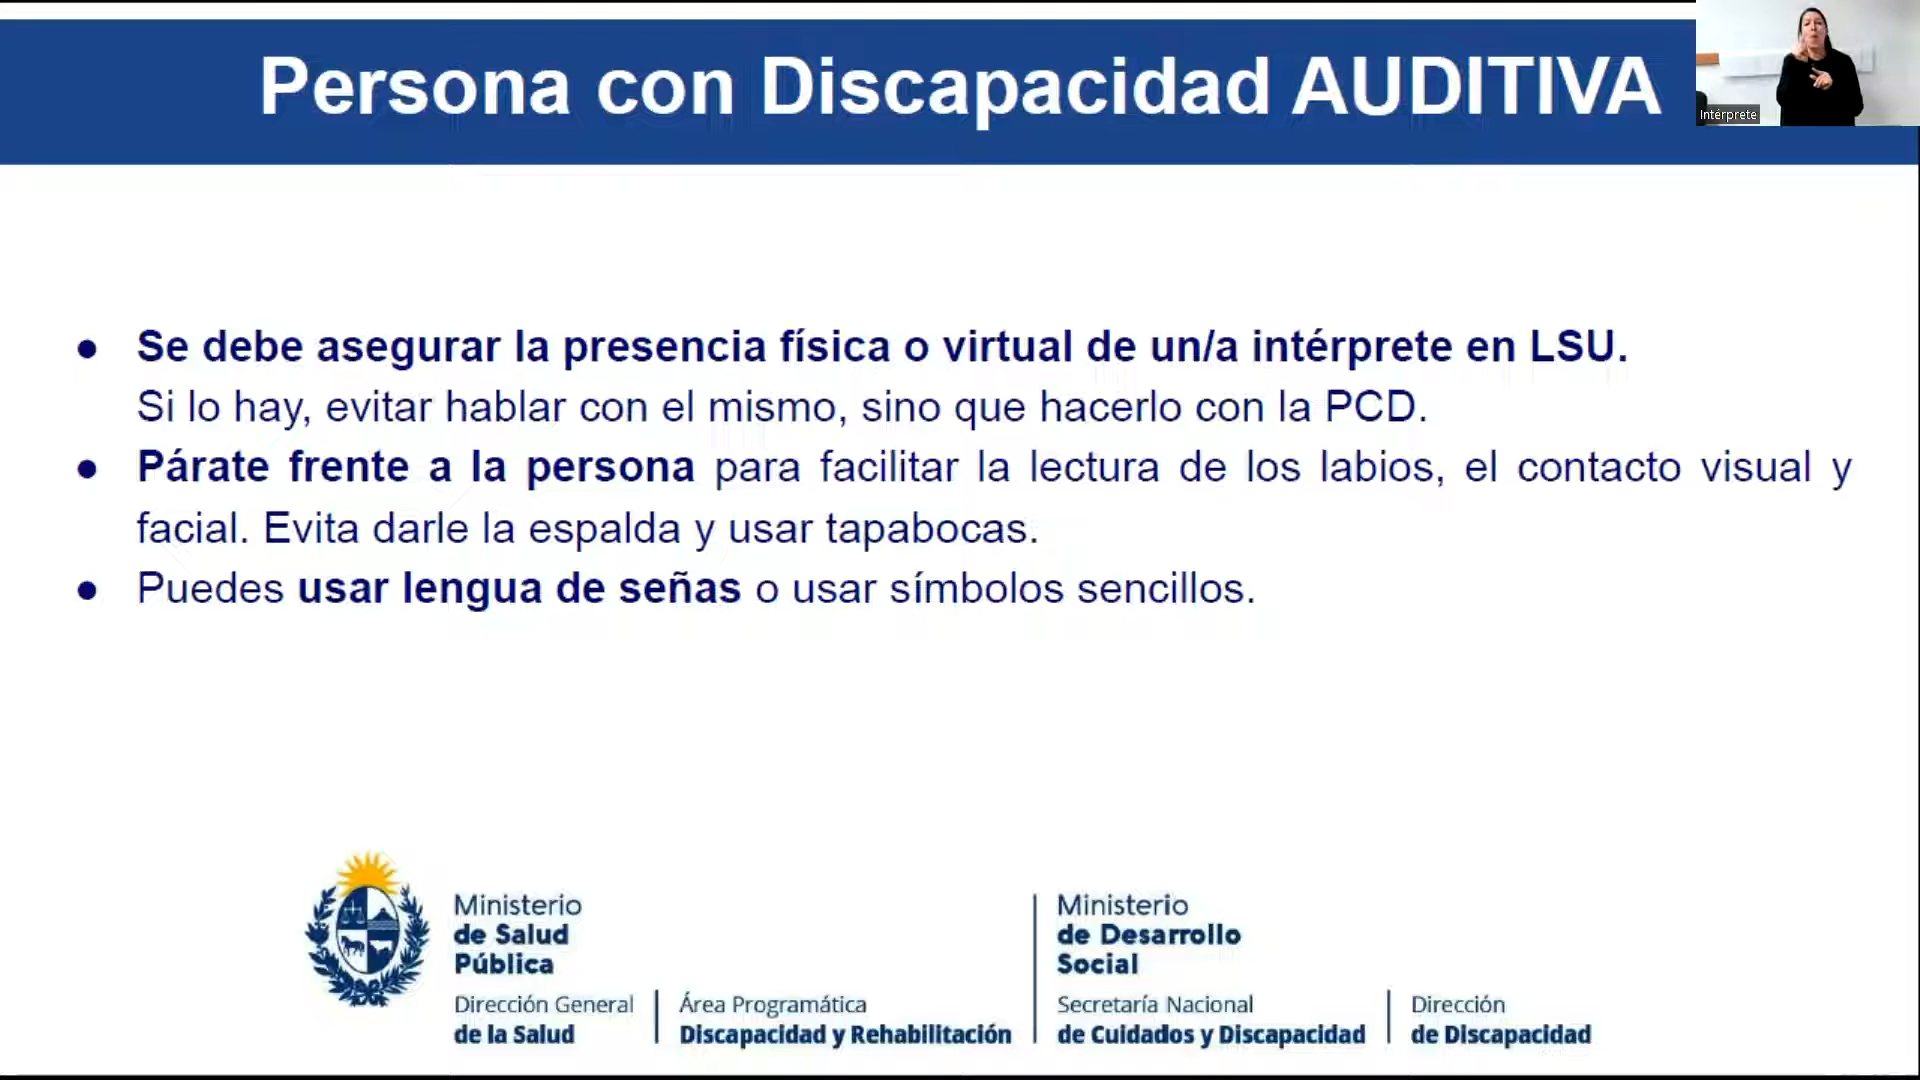 Persona con Discapacidad AUDITIVA
Intérprete
● Se debe asegurar la presencia física o virtual de un/a intérprete en LSU.
Si lo hay, evitar hablar con el mismo, sino que hacerlo con la PCD.
● Párate frente a la persona para facilitar la lectura de los labios, el contacto visual y
facial. Evita darle la espalda y usar tapabocas.
● Puedes usar lengua de señas o usar símbolos sencillos.
Ministerio
de Salud
Pública
Dirección General
de la Salud
Área Programática
Discapacidad y Rehabilitación
Ministerio
de Desarrollo
Social
Secretaría Nacional
de Cuidados y Discapacidad
Dirección
de Discapacidad